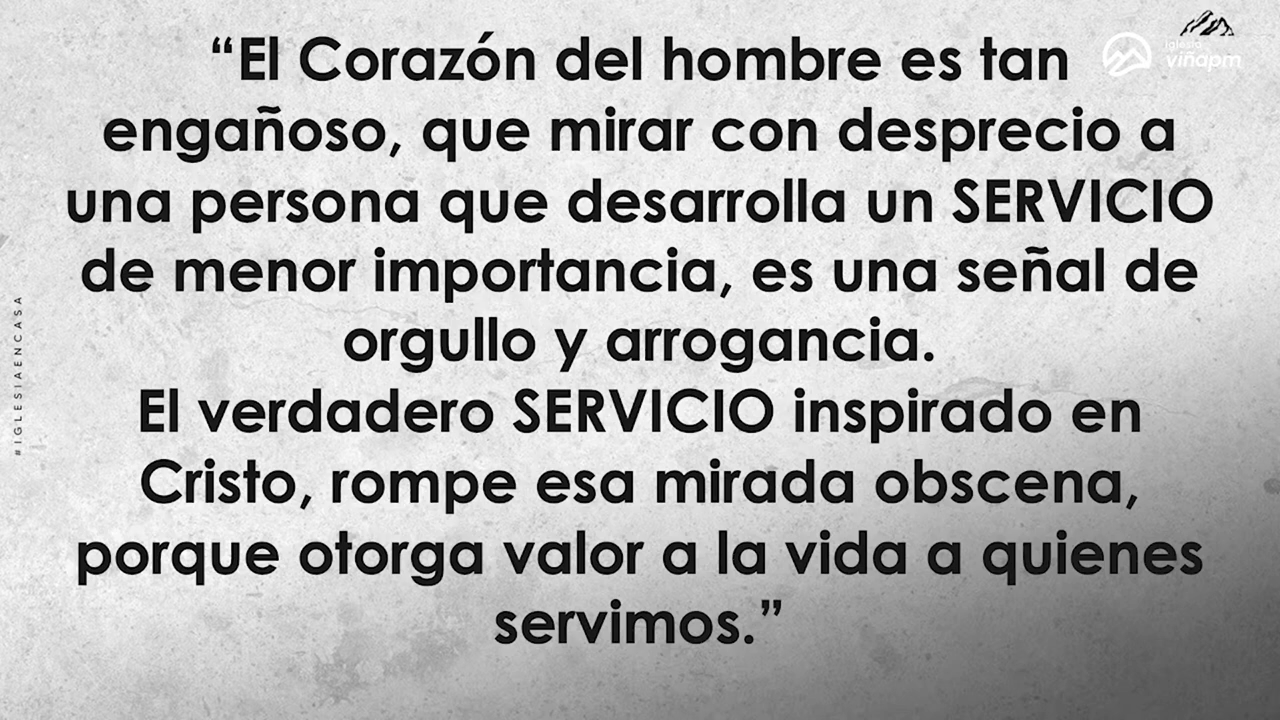 “El Corazón del hombre es tan
engañoso, que mirar con desprecio a
una persona que desarrolla un SERVICIO
de menor importancia, es una señal de
orgullo y arrogancia.
El verdadero SERVICIO inspirado en
Cristo, rompe esa mirada obscena,
porque otorga valor a la vida a quienes
servimos.”
iglesia
viñapm
#IGLESIAENCASA